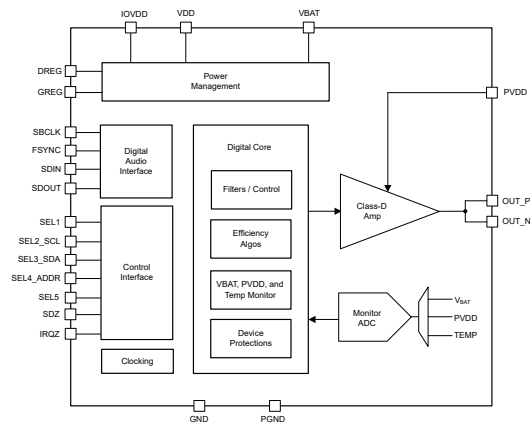 IOVDD
VDD
VBAT
DREG
GREG
Power
Management
PVDD
SBCLK
FSYNC
SDIN
SDOUT
Digital
Audio
Interface
Digital Core
Filters / Control
Efficiency
Algos
VBAT, PVDD, and
Temp Monitor
Device
Protections
Class-D
Amp
OUT_P
OUT_N
SEL1
SEL2_SCL
SEL3_SDA
SEL4_ADDR
SEL5
SDZ
IRQZ
Control
Interface
Clocking
Monitor
ADC
VBAT
PVDD
TEMP
GND
PGND